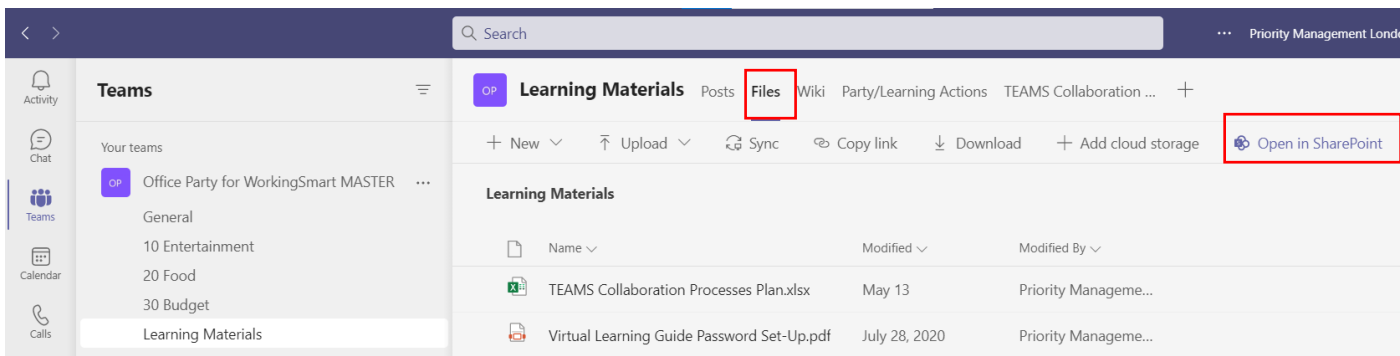 Search
··· Priority Management Londo
Activity
Chat
Teams
Calendar
Calls
Teams
Your teams
OP Office Party for WorkingSmart MASTER ···
General
10 Entertainment
20 Food
30 Budget
Learning Materials
OP Learning Materials Posts Files Wiki Party/Learning Actions TEAMS Collaboration ... +
+ New Upload Sync Copy link Download + Add cloud storage Open in SharePoint
Learning Materials
Name Modified Modified By
TEAMS Collaboration Processes Plan.xlsx May 13 Priority Manageme...
Virtual Learning Guide Password Set-Up.pdf July 28, 2020 Priority Manageme...